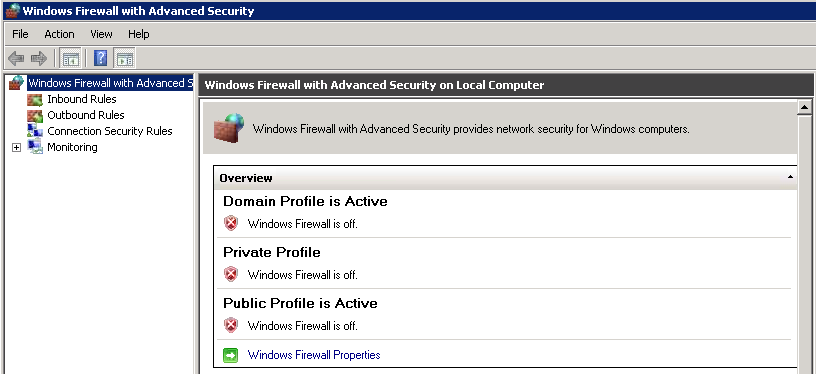 Windows Firewall with Advanced Security
File Action View Help
Windows Firewall with Advanced S
Inbound Rules
Outbound Rules
Connection Security Rules
Monitoring
Windows Firewall with Advanced Security on Local Computer
Windows Firewall with Advanced Security provides network security for Windows computers.
Overview
Domain Profile is Active
Windows Firewall is off.
Private Profile
Windows Firewall is off.
Public Profile is Active
Windows Firewall is off.
Windows Firewall Properties